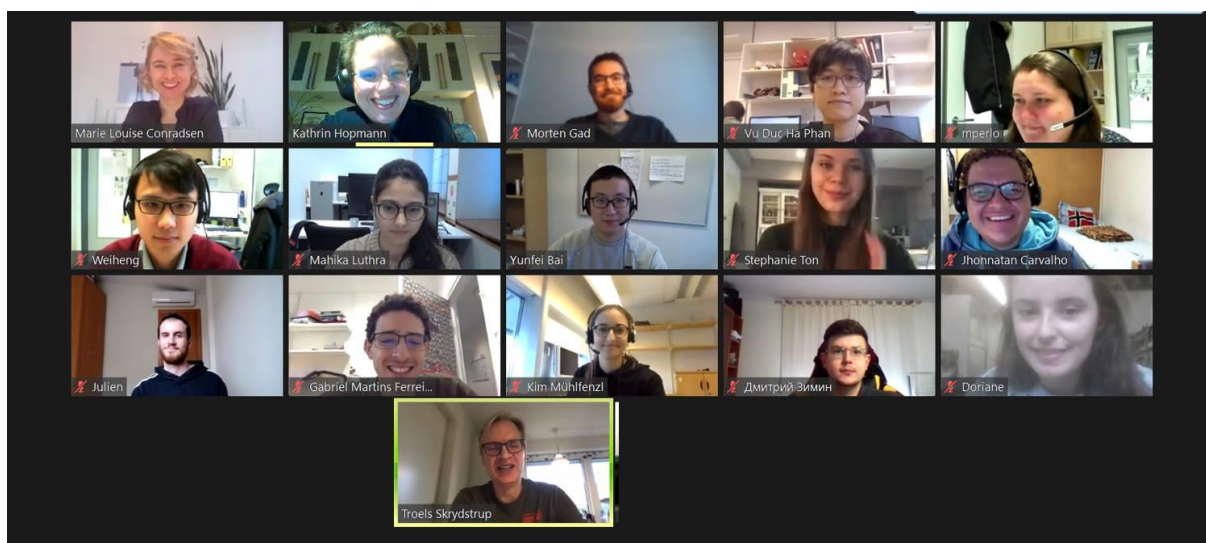 Marie Louise Conradsen
Kathrin Hopmann
Morten Gad
Vu Duc Ha Phan
mperlo
Weiheng
Mahika Luthra
Yunfei Bai
Stephanie Ton
Jhonnatan Carvalho
Julien
Gabriel Martins Ferrei...
Kim Mühlfenzl
Дмитрий Зимин
Doriane
Troels Skrydstrup